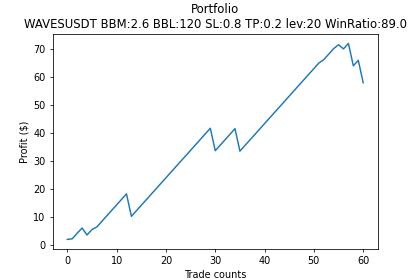 Portfolio
WAVESUSDT BBM:2.6 BBL:120 SL:0.8 TP:0.2 lev:20 WinRatio:89.0
70
60
50
40
30
20
10
0
Profit ($)
0 10 20 30 40 50 60
Trade counts